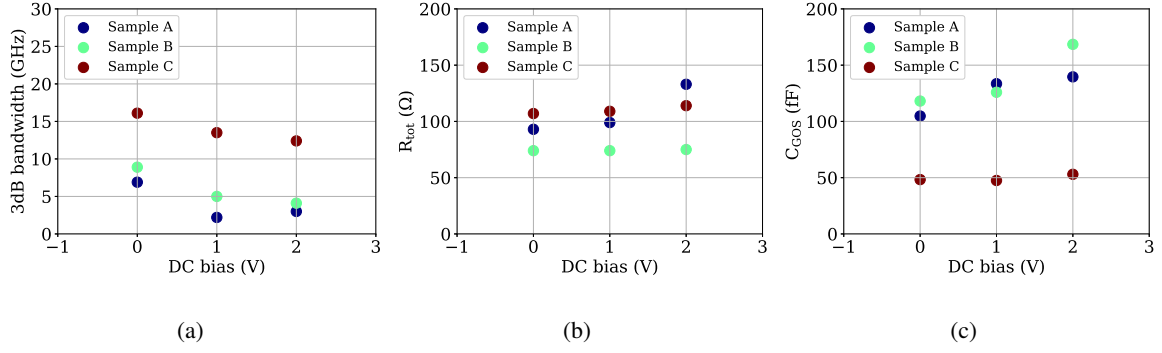 3dB bandwidth (GHz)
30
25
20
15
10
5
0
Sample A
Sample B
Sample C
−1 0 1 2 3
DC bias (V)
(a)
R_tot (Ω)
200
150
100
50
0
Sample A
Sample B
Sample C
−1 0 1 2 3
DC bias (V)
(b)
C_GOS (fF)
200
150
100
50
0
Sample A
Sample B
Sample C
−1 0 1 2 3
DC bias (V)
(c)